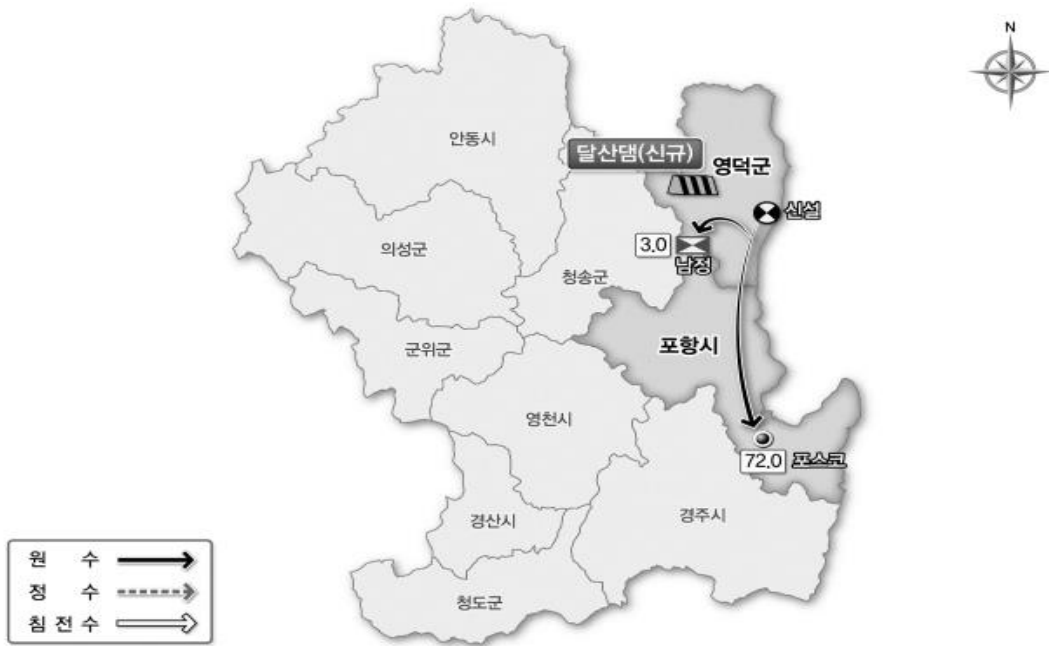 N
안동시
달산댐(신규)
영덕군
신설
의성군
3.0
남정
청송군
군위군
포항시
영천시
72.0 포스코
경산시
경주시
청도군
원 수
정 수
침 전 수